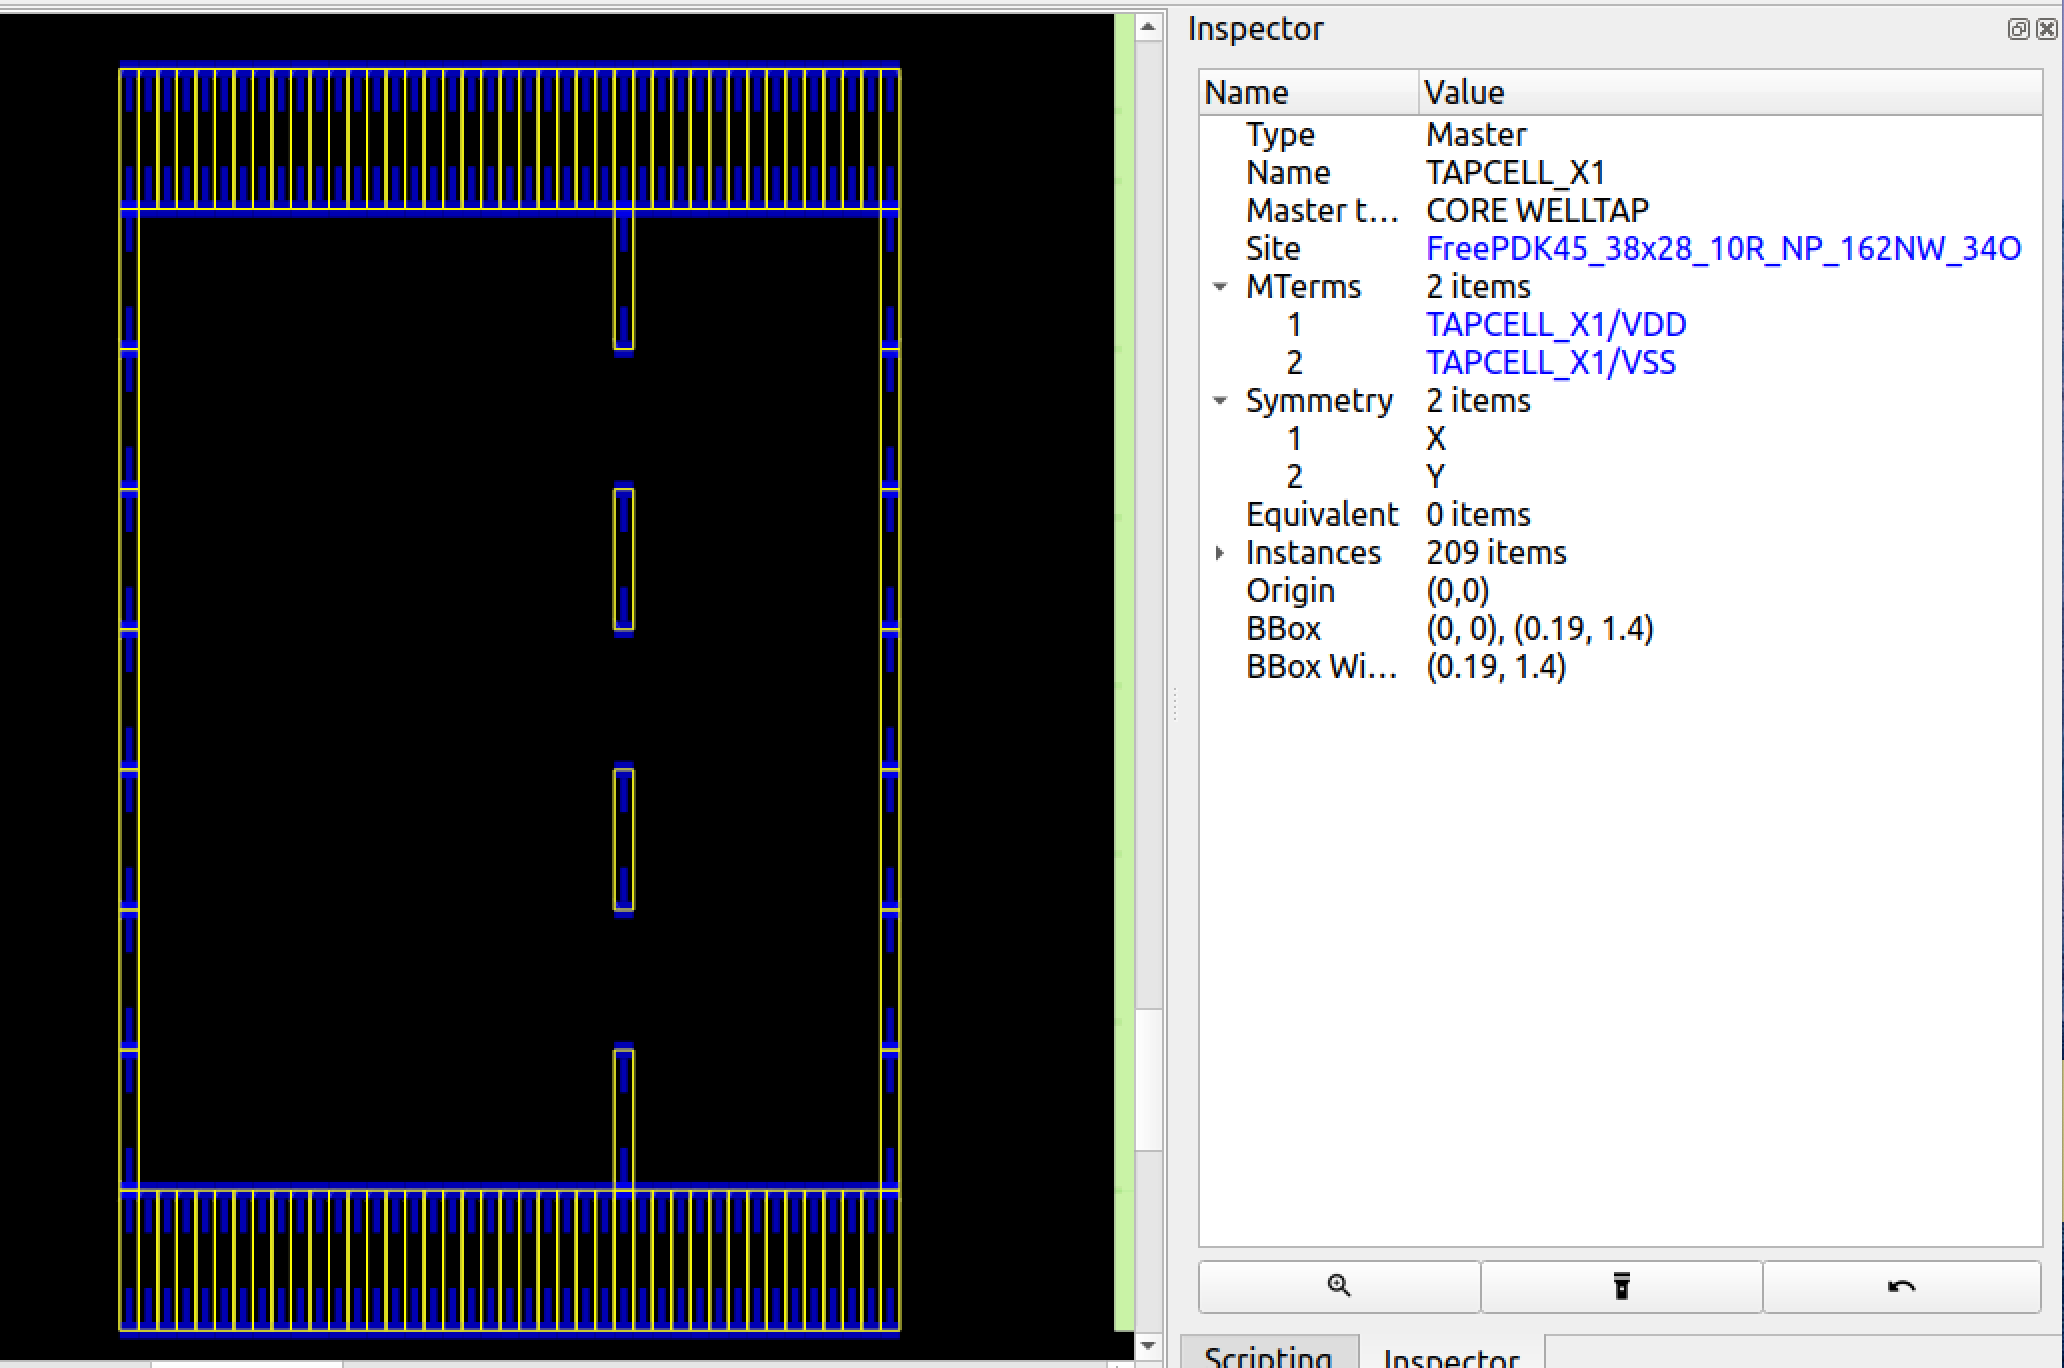 Inspector
Name Value
Type Master
Name TAPCELL_X1
Master t... CORE WELLTAP
Site FreePDK45_38x28_10R_NP_162NW_34O
MTerms 2 items
1 TAPCELL_X1/VDD
2 TAPCELL_X1/VSS
Symmetry 2 items
1 X
2 Y
Equivalent 0 items
Instances 209 items
Origin (0,0)
BBox (0, 0), (0.19, 1.4)
BBox Wi... (0.19, 1.4)
Scripting Inspector